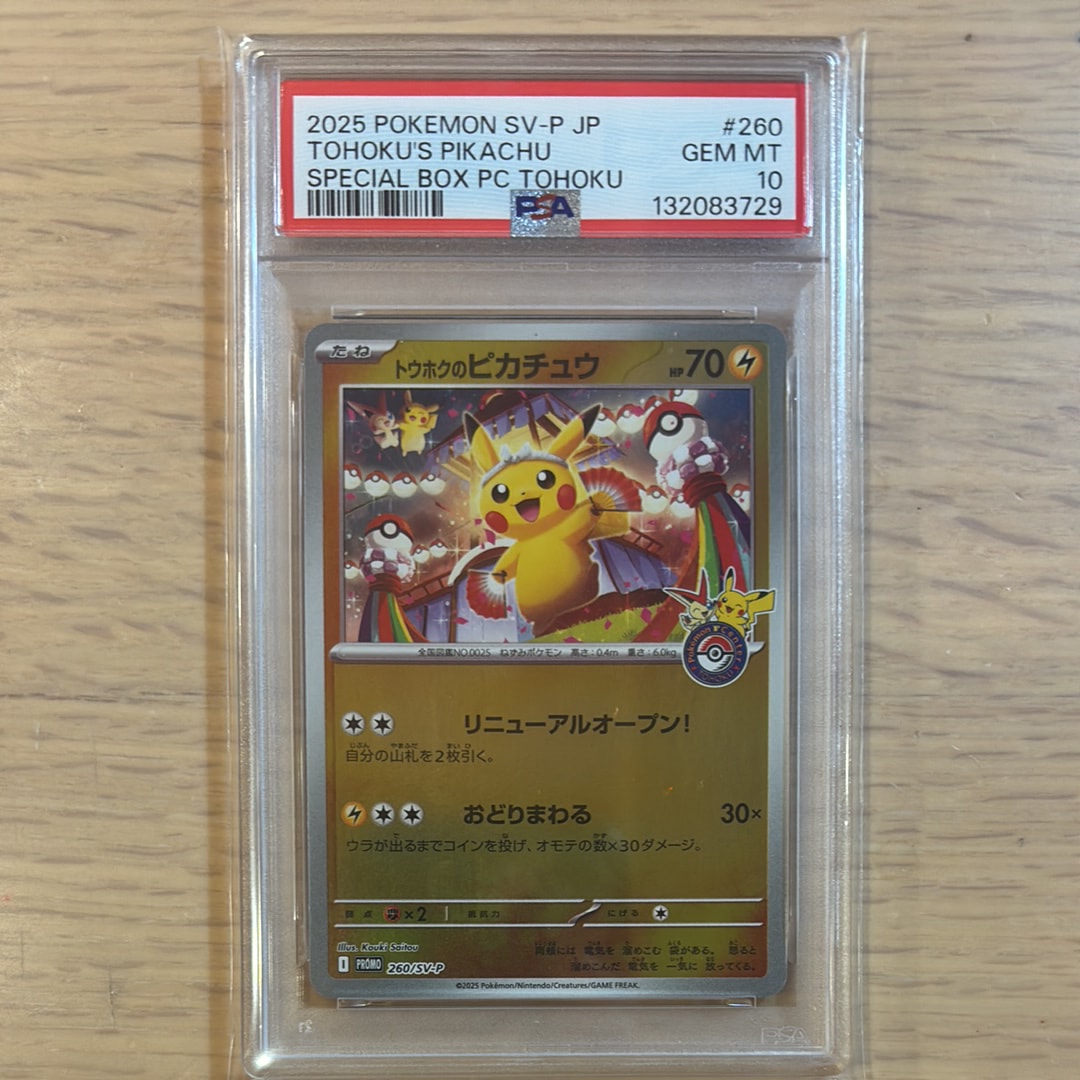 2025 POKEMON SV-P JP #260
TOHOKU'S PIKACHU GEM MT
SPECIAL BOX PC TOHOKU 10
PSA 132083729
たね トウホクのピカチュウ HP 70
Pokémon Center
TOHOKU
全国図鑑NO.0025 ねずみポケモン 高さ:0.4m 重さ:6.0kg
リニューアルオープン!
自分の山札を2枚引く。
おどりまわる 30×
ウラが出るまでコインを投げ、オモテの数×30ダメージ。
弱点 ×2 抵抗力 にげる
Illus. Kouki Saitou
両頬には 電気を 溜めこむ 袋がある。 怒ると
溜めこんだ 電気を 一気に 放ってくる。
I PROMO 260/SV-P
©2025 Pokémon/Nintendo/Creatures/GAME FREAK.
PSA